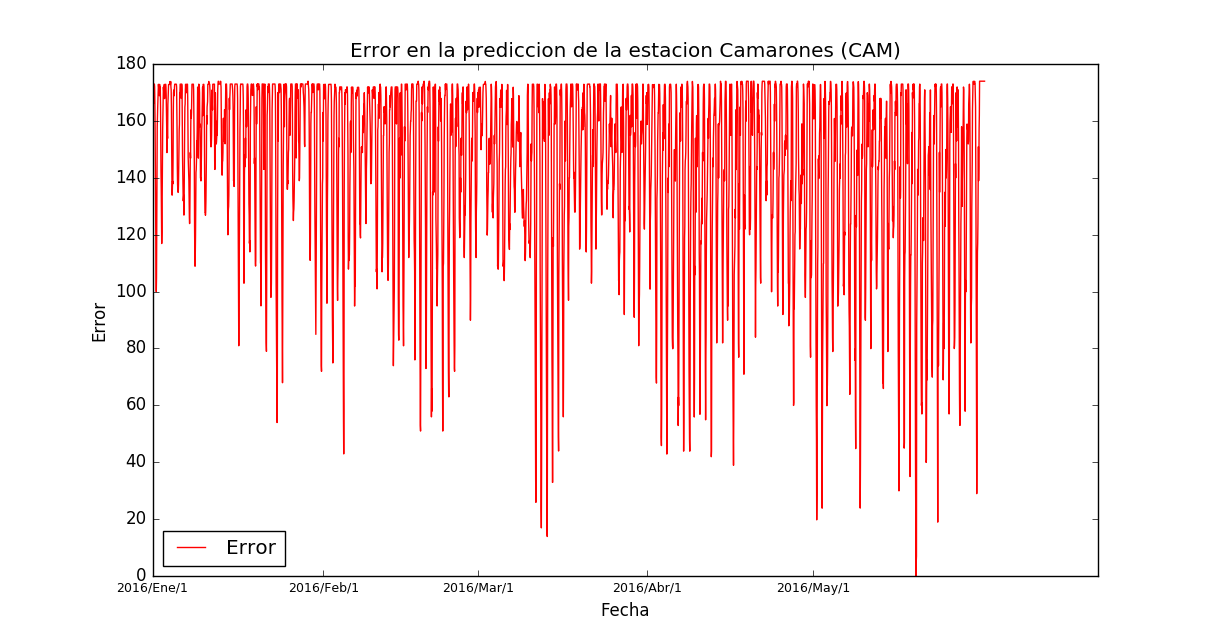 Error en la prediccion de la estacion Camarones (CAM)
180
160
140
120
100
80
60
40
20
0
Error
Error
2016/Ene/1
2016/Feb/1
2016/Mar/1
2016/Abr/1
2016/May/1
Fecha